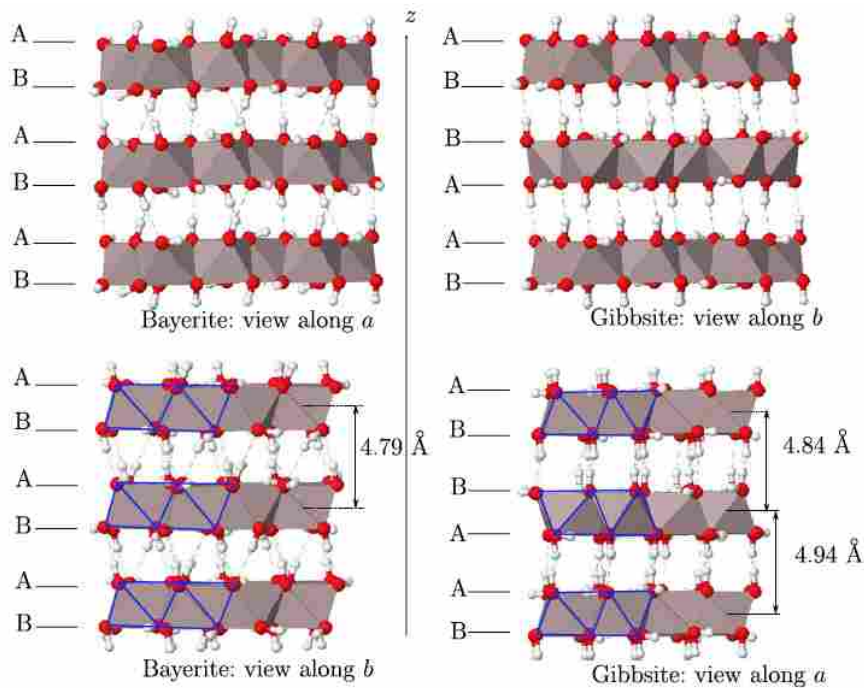 A
B
A
B
A
B
Bayerite: view along a
z
A
B
B
A
A
B
Gibbsite: view along b
A
B
A
B
A
B
4.79 Å
Bayerite: view along b
A
B
B
A
A
B
4.84 Å
4.94 Å
Gibbsite: view along a